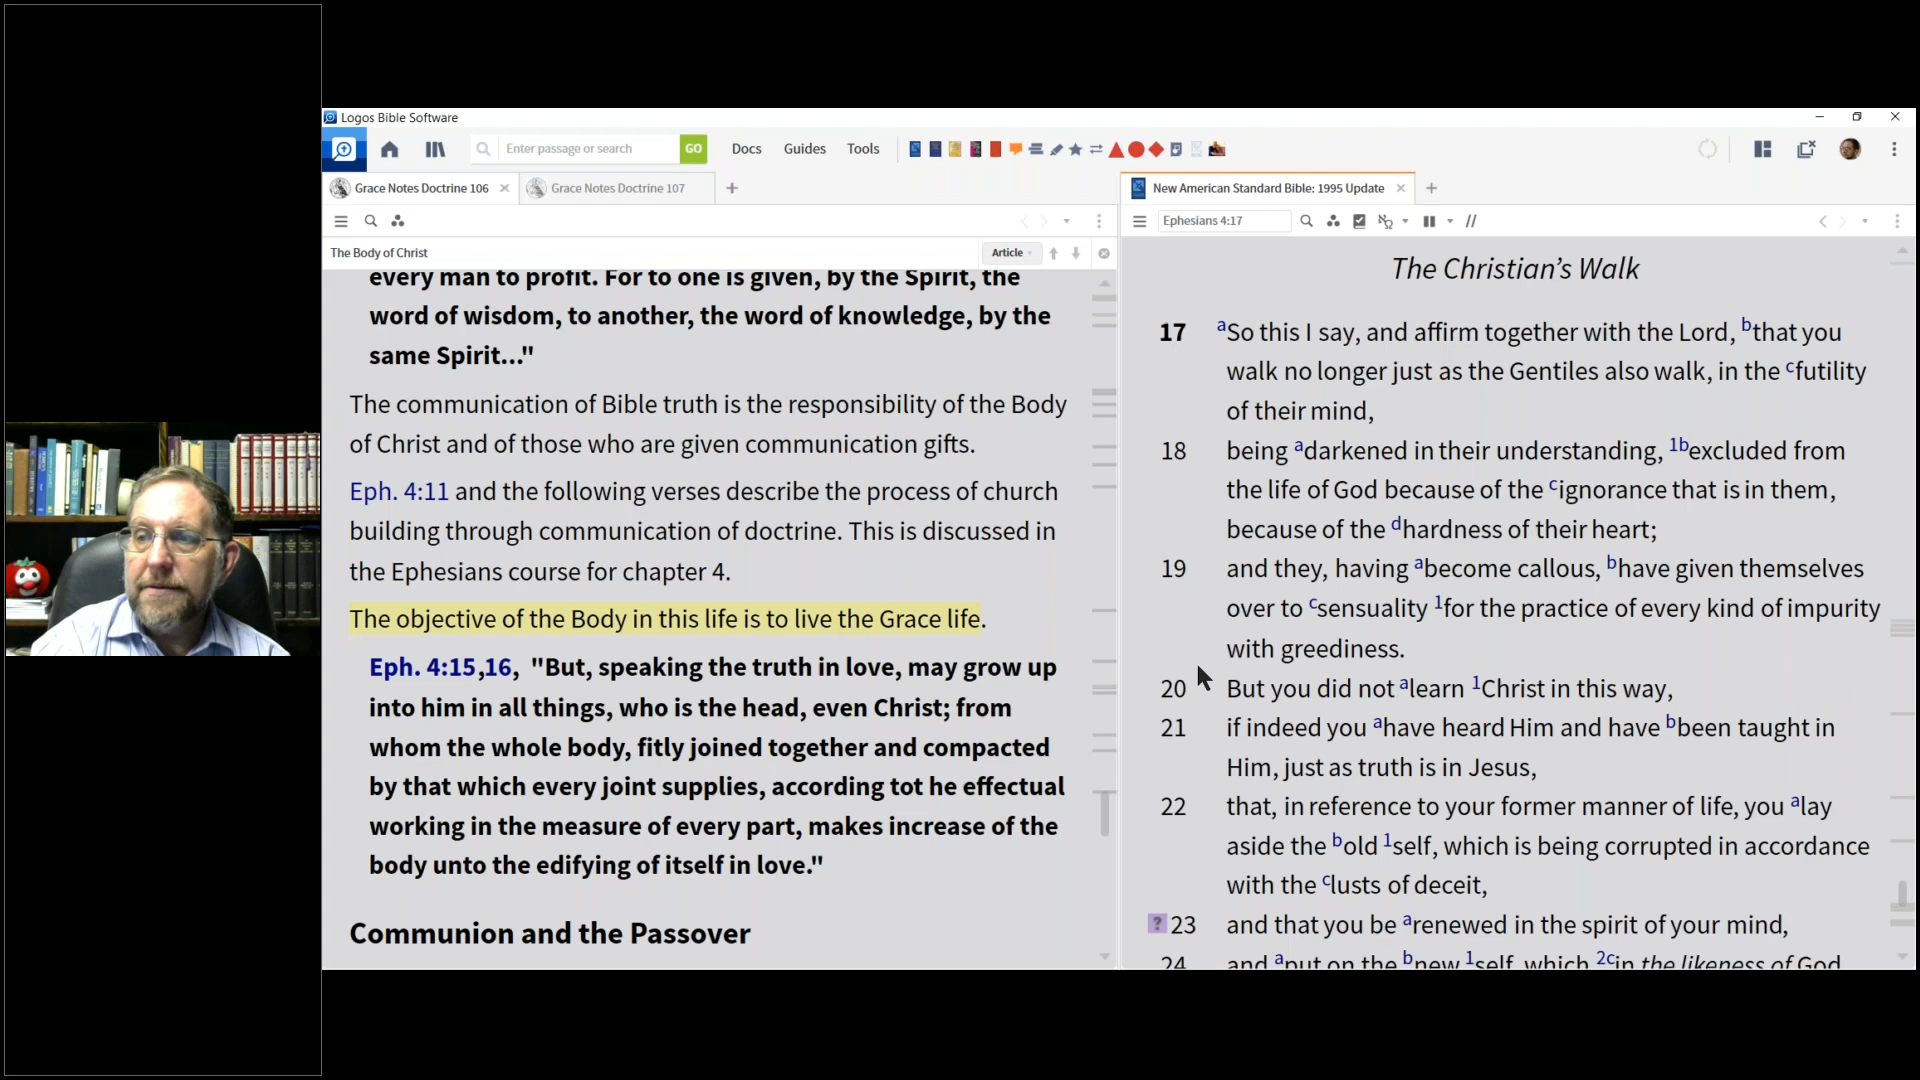 Logos Bible Software
Enter passage or search
GO
Docs
Guides
Tools
Grace Notes Doctrine 106
Grace Notes Doctrine 107
The Body of Christ
Article
every man to profit. For to one is given, by the Spirit, the
word of wisdom, to another, the word of knowledge, by the
same Spirit..."
The communication of Bible truth is the responsibility of the Body
of Christ and of those who are given communication gifts.
Eph. 4:11 and the following verses describe the process of church
building through communication of doctrine. This is discussed in
the Ephesians course for chapter 4.
The objective of the Body in this life is to live the Grace life.
Eph. 4:15,16, "But, speaking the truth in love, may grow up
into him in all things, who is the head, even Christ; from
whom the whole body, fitly joined together and compacted
by that which every joint supplies, according tot he effectual
working in the measure of every part, makes increase of the
body unto the edifying of itself in love."
Communion and the Passover
New American Standard Bible: 1995 Update
Ephesians 4:17
The Christian's Walk
17 aSo this I say, and affirm together with the Lord, bthat you
walk no longer just as the Gentiles also walk, in the cfutility
of their mind,
18 being adarkened in their understanding, 1bexcluded from
the life of God because of the cignorance that is in them,
because of the dhardness of their heart;
19 and they, having abecome callous, bhave given themselves
over to csensuality 1for the practice of every kind of impurity
with greediness.
20 But you did not alearn 1Christ in this way,
21 if indeed you ahave heard Him and have bbeen taught in
Him, just as truth is in Jesus,
22 that, in reference to your former manner of life, you alay
aside the bold 1self, which is being corrupted in accordance
with the clusts of deceit,
? 23 and that you be arenewed in the spirit of your mind,
24 and aput on the bnew 1self, which 2cin the likeness of God